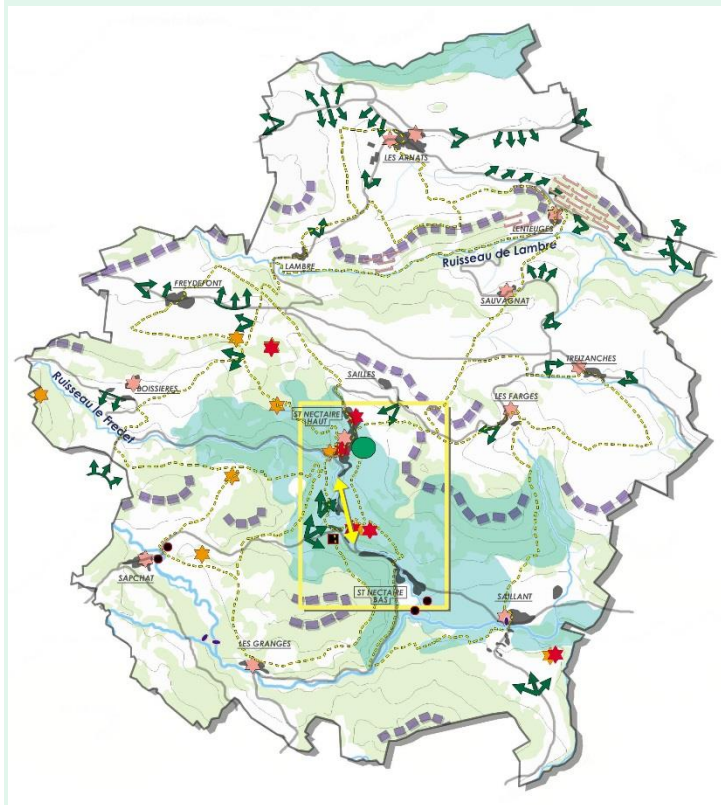 LES ARNATS
LENTEUGES
Ruisseau de Lambre
LAMBRE
FREYDEFONT
SAUVAGNAT
TREIZANCHES
SAILLES
BOISSIERES
Ruisseau le Fredet
LES FARGES
ST NECTAIRE
HAUT
SAPCHAT
ST NECTAIRE
BAS
SAILLANT
LES GRANGES